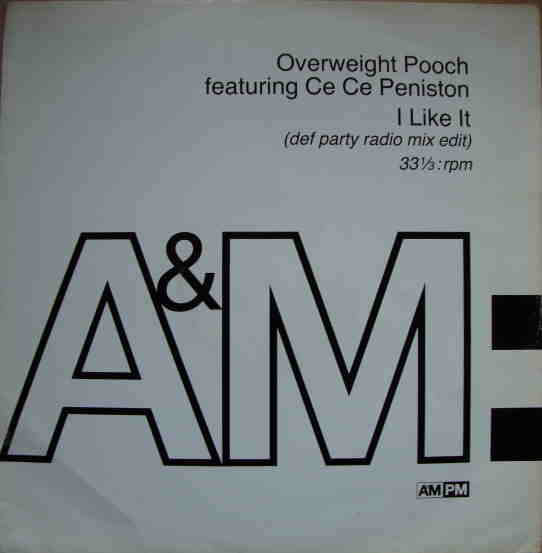 Overweight Pooch
featuring Ce Ce Peniston
I Like It
(def party radio mix edit)
33⅓:rpm
A&M:
AM PM